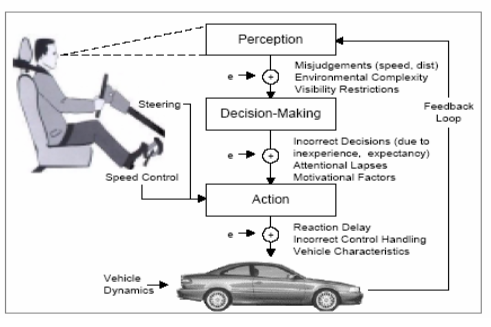 Perception
e
+
Misjudgements (speed, dist)
Environmental Complexity
Visibility Restrictions
Feedback
Loop
Steering
Decision-Making
e
+
Incorrect Decisions (due to
inexperience, expectancy)
Attentional Lapses
Motivational Factors
Speed Control
Action
e
+
Reaction Delay
Incorrect Control Handling
Vehicle Characteristics
Vehicle
Dynamics